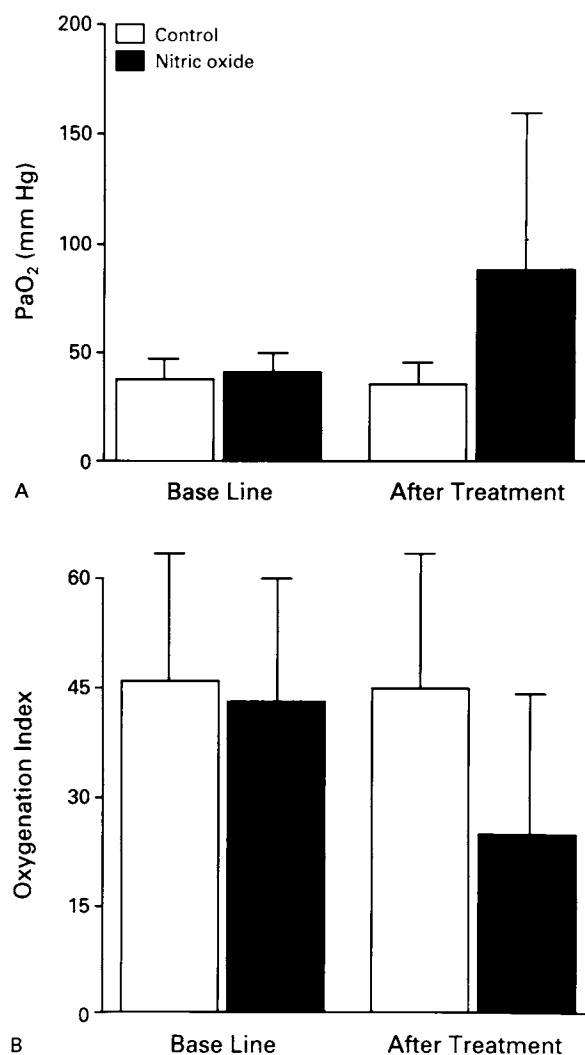 200
Control
Nitric oxide
150
100
50
0
PaO₂ (mm Hg)
A
Base Line After Treatment
60
45
30
15
0
Oxygenation Index
B
Base Line After Treatment